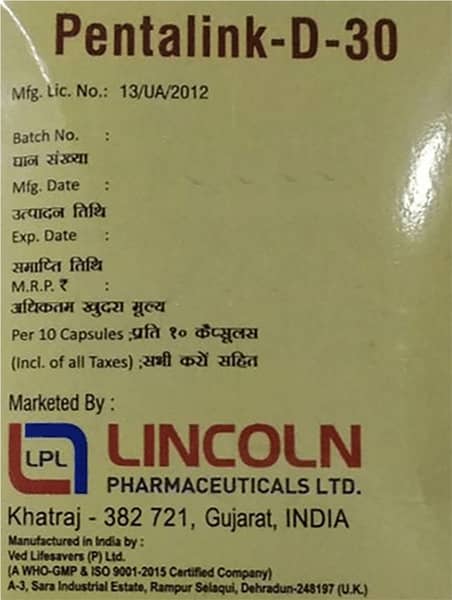 Pentalink-D-30
Mfg. Lic. No.: 13/UA/2012
Batch No. :
घान संख्या
Mfg. Date :
उत्पादन तिथि
Exp. Date :
समाप्ति तिथि
M.R.P. ₹ :
अधिकतम खुदरा मूल्य
Per 10 Capsules ;प्रति १० कैप्सूलस
(Incl. of all Taxes) ;सभी करों सहित
Marketed By :
LPL LINCOLN
PHARMACEUTICALS LTD.
Khatraj - 382 721, Gujarat, INDIA
Manufactured in India by :
Ved Lifesavers (P) Ltd.
(A WHO-GMP & ISO 9001-2015 Certified Company)
A-3, Sara Industrial Estate, Rampur Selaqui, Dehradun-248197 (U.K.)